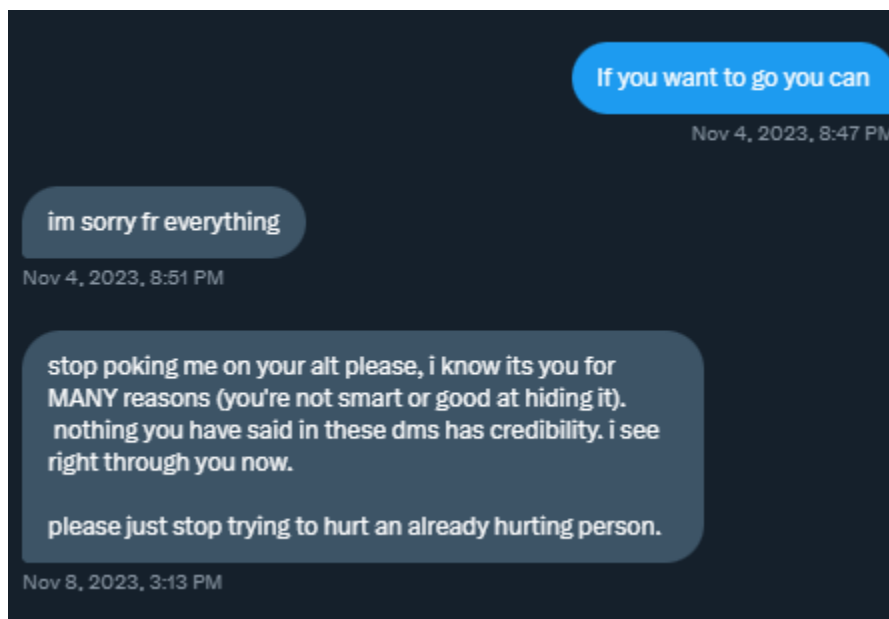 If you want to go you can
Nov 4, 2023, 8:47 PM
im sorry fr everything
Nov 4, 2023, 8:51 PM
stop poking me on your alt please, i know its you for
MANY reasons (you're not smart or good at hiding it).
nothing you have said in these dms has credibility. i see
right through you now.
please just stop trying to hurt an already hurting person.
Nov 8, 2023, 3:13 PM